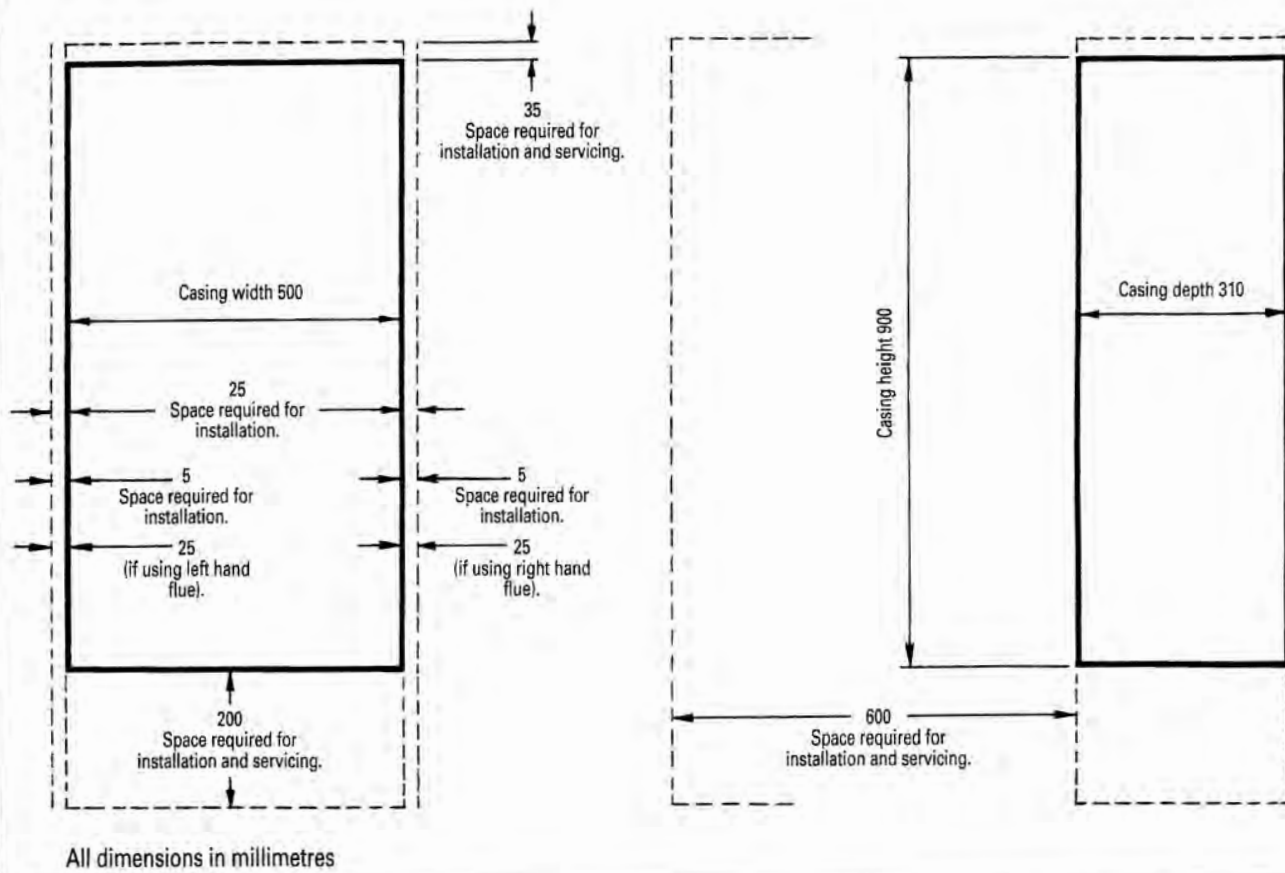 35
Space required for
installation and servicing.
Casing width 500
25
Space required for
installation.
5
Space required for
installation.
25
(if using left hand
flue).
5
Space required for
installation.
25
(if using right hand
flue).
200
Space required for
installation and servicing.
Casing height 900
Casing depth 310
600
Space required for
installation and servicing.
All dimensions in millimetres